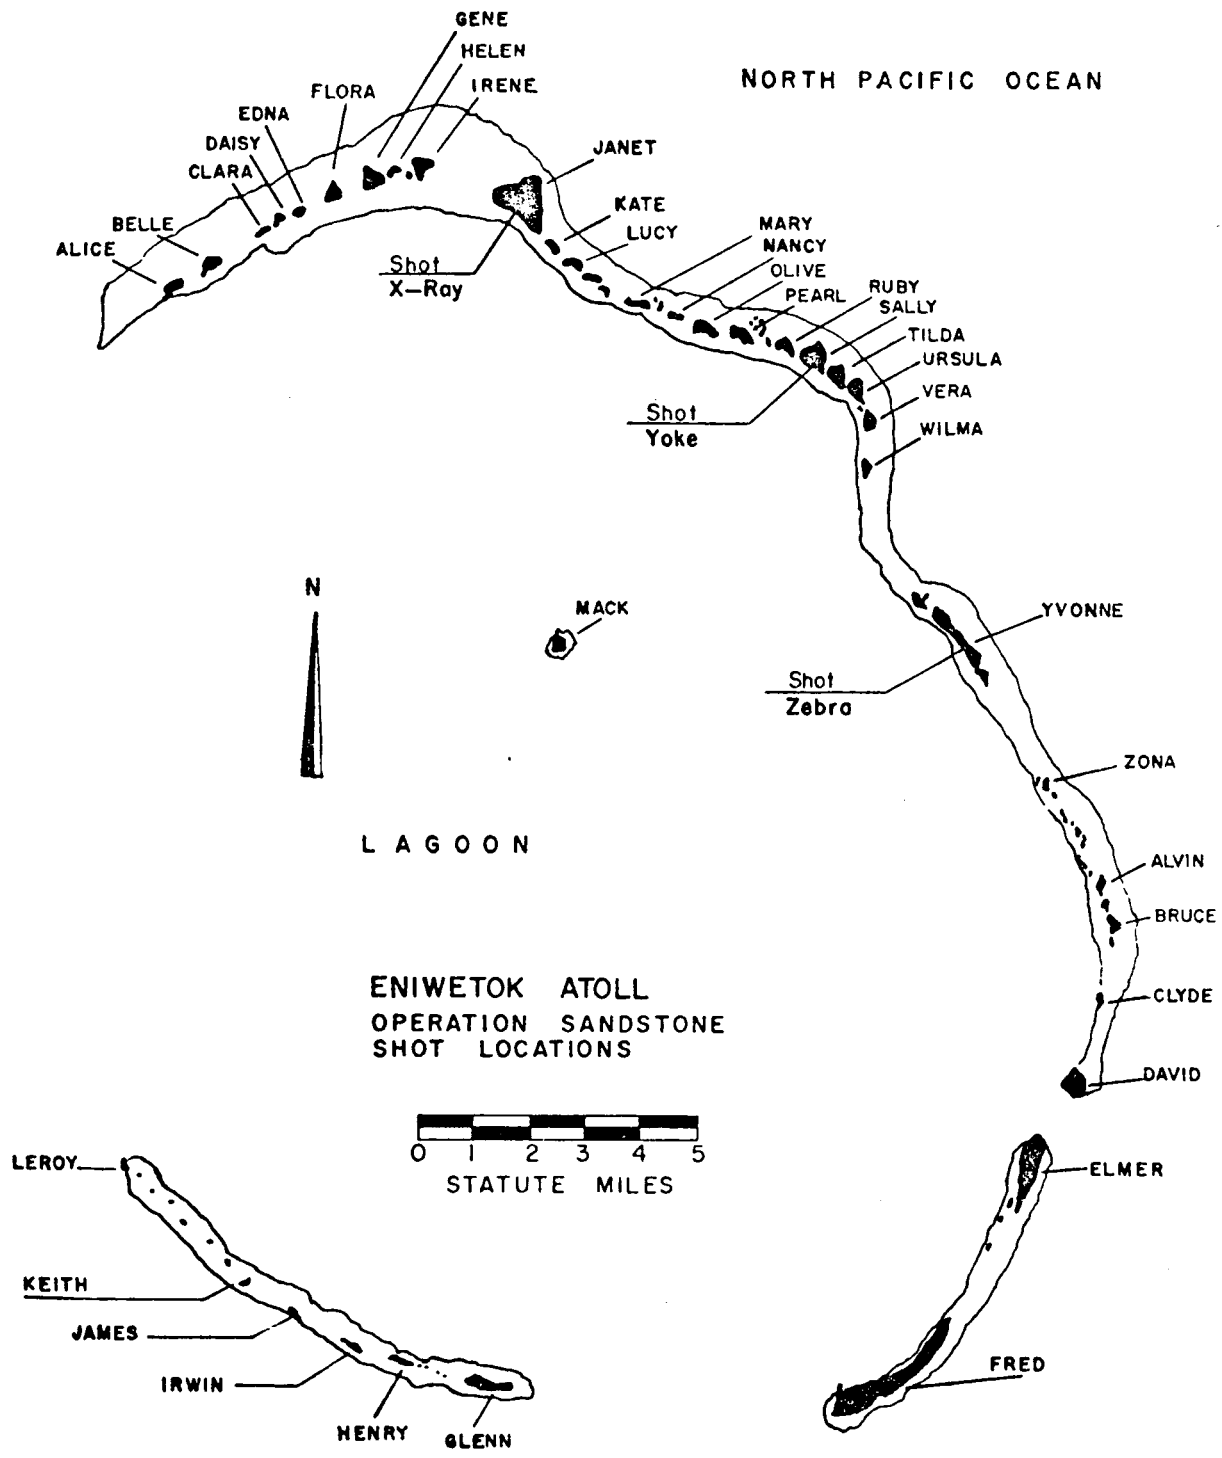 GENE
HELEN
IRENE
NORTH PACIFIC OCEAN
FLORA
EDNA
DAISY
CLARA
JANET
BELLE
ALICE
KATE
LUCY
MARY
NANCY
OLIVE
PEARL
RUBY
SALLY
TILDA
URSULA
VERA
WILMA
Shot
X-Ray
Shot
Yoke
N
MACK
YVONNE
Shot
Zebra
ZONA
LAGOON
ALVIN
BRUCE
ENIWETOK ATOLL
OPERATION SANDSTONE
SHOT LOCATIONS
CLYDE
DAVID
0 1 2 3 4 5
STATUTE MILES
LEROY
ELMER
KEITH
JAMES
IRWIN
HENRY
GLENN
FRED